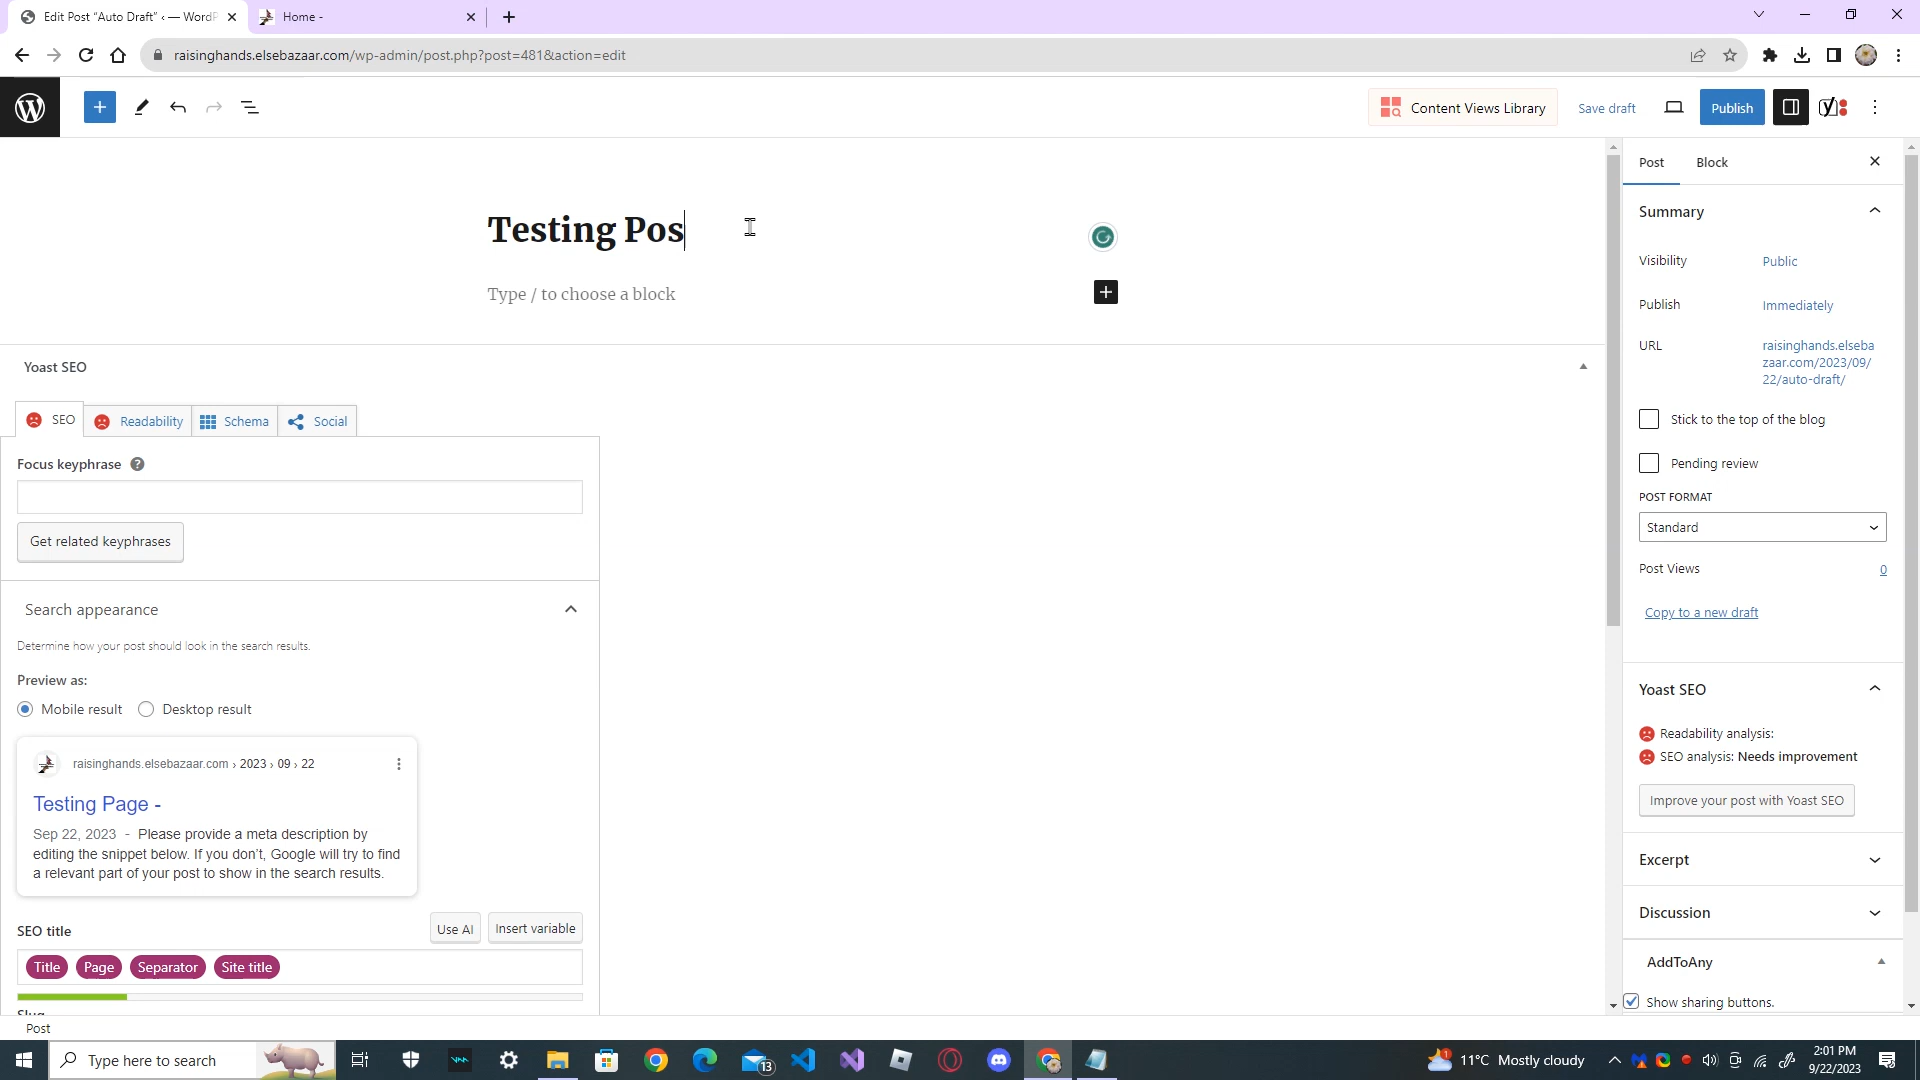 Edit Post “Auto Draft” ‹ — WordP
Home -
raisinghands.elsebazaar.com/wp-admin/post.php?post=481&action=edit
Content Views Library
Save draft
Publish
Testing Pos
Type / to choose a block
Yoast SEO
SEO
Readability
Schema
Social
Focus keyphrase
Get related keyphrases
Search appearance
Determine how your post should look in the search results.
Preview as:
Mobile result
Desktop result
raisinghands.elsebazaar.com › 2023 › 09 › 22
Testing Page -
Sep 22, 2023 - Please provide a meta description by
editing the snippet below. If you don’t, Google will try to find
a relevant part of your post to show in the search results.
SEO title
Use AI
Insert variable
Title
Page
Separator
Site title
Slug
Post
Post
Block
Summary
Visibility
Public
Publish
Immediately
URL
raisinghands.elseba
zaar.com/2023/09/
22/auto-draft/
Stick to the top of the blog
Pending review
POST FORMAT
Standard
Post Views
0
Copy to a new draft
Yoast SEO
Readability analysis:
SEO analysis: Needs improvement
Improve your post with Yoast SEO
Excerpt
Discussion
AddToAny
Show sharing buttons.
Type here to search
13
1
11°C Mostly cloudy
2:01 PM
9/22/2023